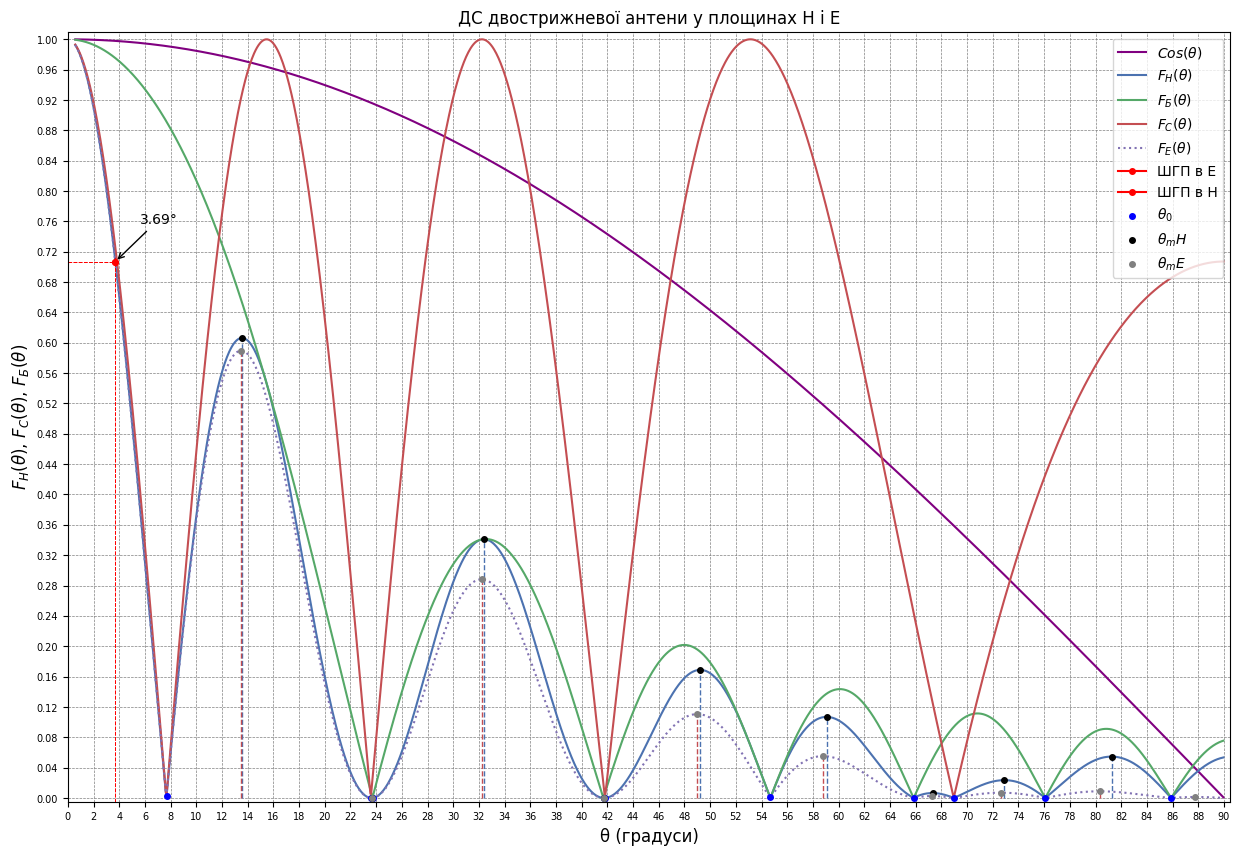 ДС двострижневої антени у площинах H і E
Cos(θ)
F_H(θ)
F_Б(θ)
F_C(θ)
F_E(θ)
ШГП в E
ШГП в H
θ_0
θ_mH
θ_mE
3.69°
F_H(θ), F_C(θ), F_Б(θ)
1.00
0.96
0.92
0.88
0.84
0.80
0.76
0.72
0.68
0.64
0.60
0.56
0.52
0.48
0.44
0.40
0.36
0.32
0.28
0.24
0.20
0.16
0.12
0.08
0.04
0.00
0 2 4 6 8 10 12 14 16 18 20 22 24 26 28 30 32 34 36 38 40 42 44 46 48 50 52 54 56 58 60 62 64 66 68 70 72 74 76 78 80 82 84 86 88 90
θ (градуси)